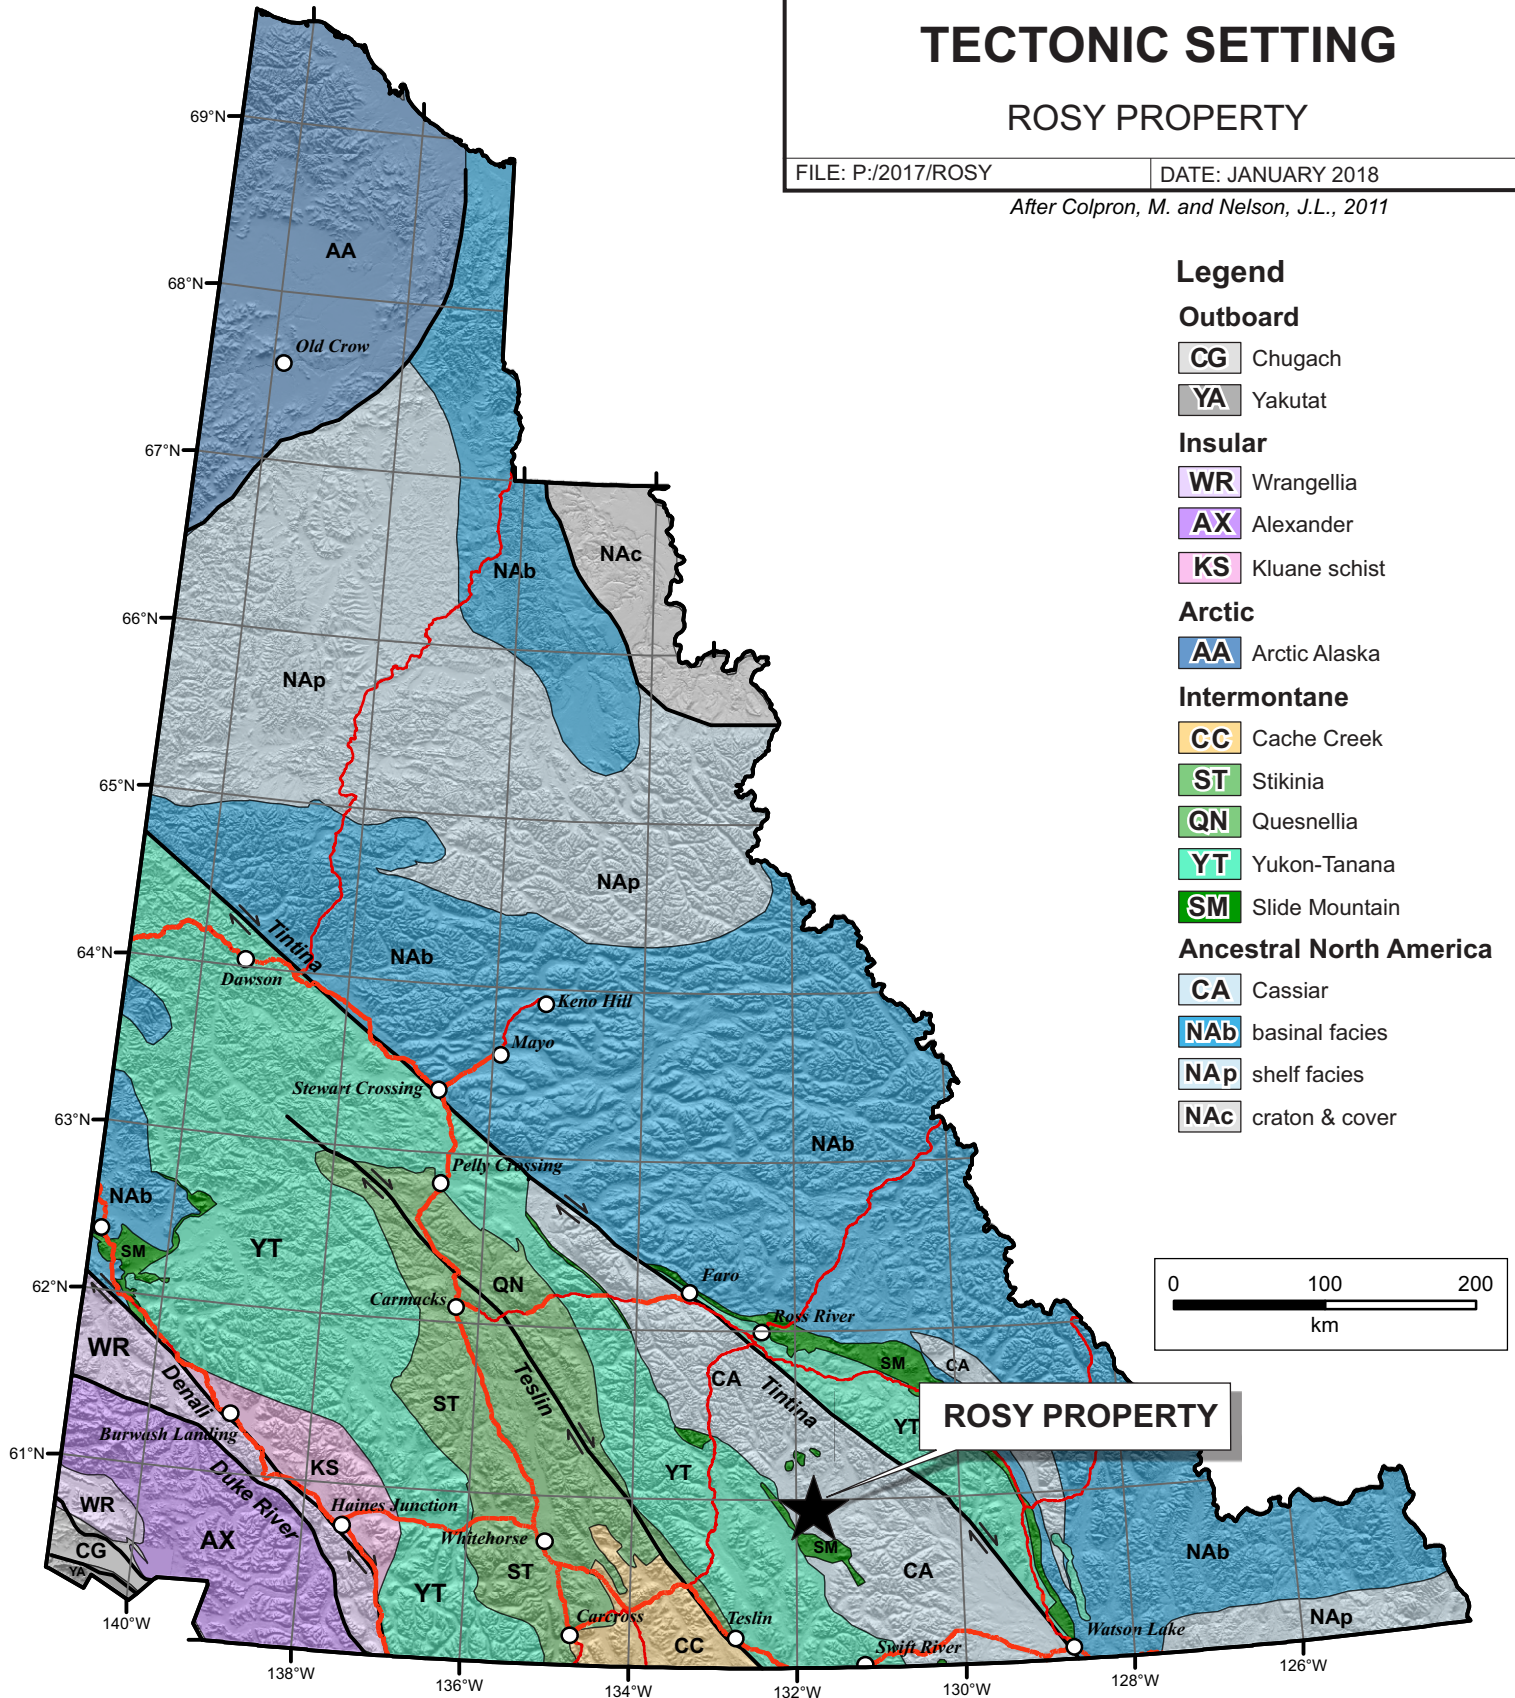 TECTONIC SETTING
ROSY PROPERTY
FILE: P:/2017/ROSY
DATE: JANUARY 2018
After Colpron, M. and Nelson, J.L., 2011
Legend
Outboard
CG Chugach
YA Yakutat
Insular
WR Wrangellia
AX Alexander
KS Kluane schist
Arctic
AA Arctic Alaska
Intermontane
CC Cache Creek
ST Stikinia
QN Quesnellia
YT Yukon-Tanana
SM Slide Mountain
Ancestral North America
CA Cassiar
NAb basinal facies
NAp shelf facies
NAc craton & cover
0 100 200
km
69°N
AA
68°N
Old Crow
67°N
NAc
NAb
66°N
NAp
65°N
NAp
Tintina
64°N
NAb
Dawson
Keno Hill
Mayo
Stewart Crossing
63°N
NAb
Pelly Crossing
NAb
YT
SM
62°N
QN
Faro
Carmacks
Ross River
WR
SM
CA
Denali
Teslin
CA
Tintina
ST
ROSY PROPERTY
YT
Burwash Landing
61°N
KS
YT
Duke River
WR
Haines Junction
AX
Whitehorse
CG
SM
NAb
YA
ST
CA
YT
140°W
Carcross
Teslin
NAp
CC
Swift River
Watson Lake
138°W
136°W
134°W
132°W
130°W
128°W
126°W